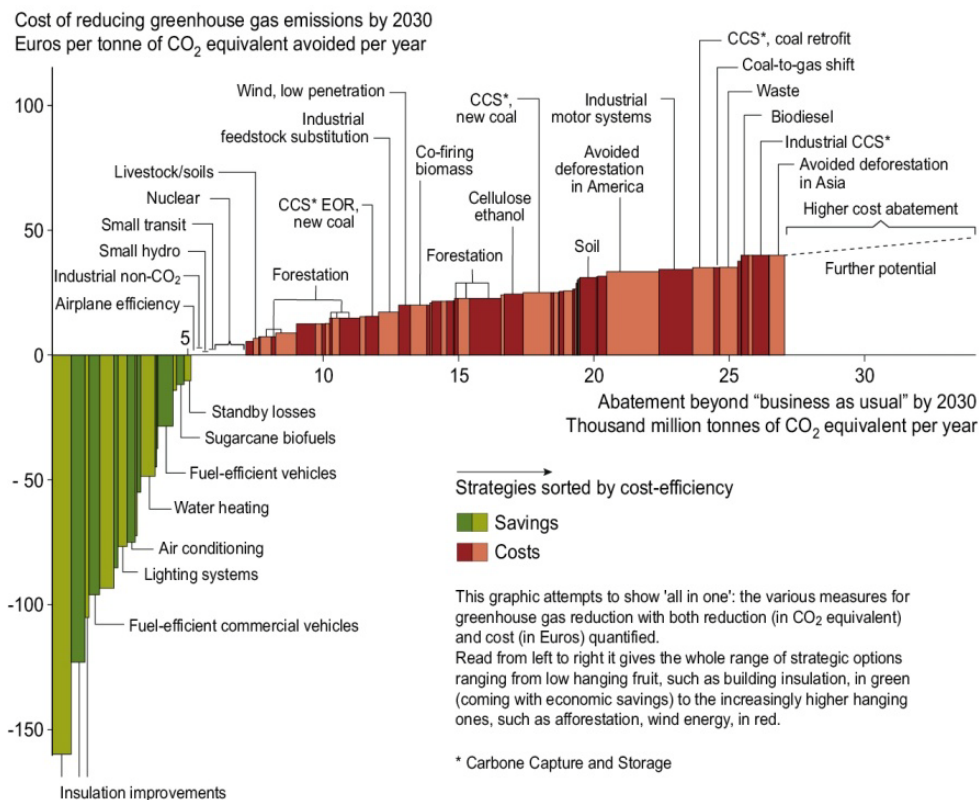 Cost of reducing greenhouse gas emissions by 2030
Euros per tonne of CO2 equivalent avoided per year
100
50
0
- 50
-100
-150
5
10
15
20
25
30
CCS*, coal retrofit
Coal-to-gas shift
Waste
Biodiesel
Industrial CCS*
Avoided deforestation
in Asia
Higher cost abatement
Further potential
Wind, low penetration
Industrial
feedstock substitution
CCS*,
new coal
Industrial
motor systems
Co-firing
biomass
Avoided
deforestation
in America
Livestock/soils
Nuclear
CCS* EOR,
new coal
Cellulose
ethanol
Small transit
Small hydro
Forestation
Forestation
Soil
Industrial non-CO2
Airplane efficiency
Abatement beyond “business as usual” by 2030
Thousand million tonnes of CO2 equivalent per year
Standby losses
Sugarcane biofuels
Fuel-efficient vehicles
Water heating
Air conditioning
Lighting systems
Fuel-efficient commercial vehicles
Insulation improvements
Strategies sorted by cost-efficiency
Savings
Costs
This graphic attempts to show 'all in one': the various measures for
greenhouse gas reduction with both reduction (in CO2 equivalent)
and cost (in Euros) quantified.
Read from left to right it gives the whole range of strategic options
ranging from low hanging fruit, such as building insulation, in green
(coming with economic savings) to the increasingly higher hanging
ones, such as afforestation, wind energy, in red.
* Carbone Capture and Storage